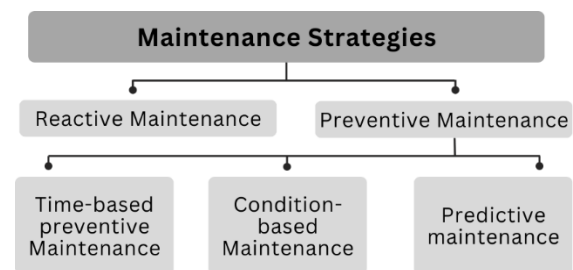 Maintenance Strategies
Reactive Maintenance
Preventive Maintenance
Time-based
preventive
Maintenance
Condition-
based
Maintenance
Predictive
maintenance